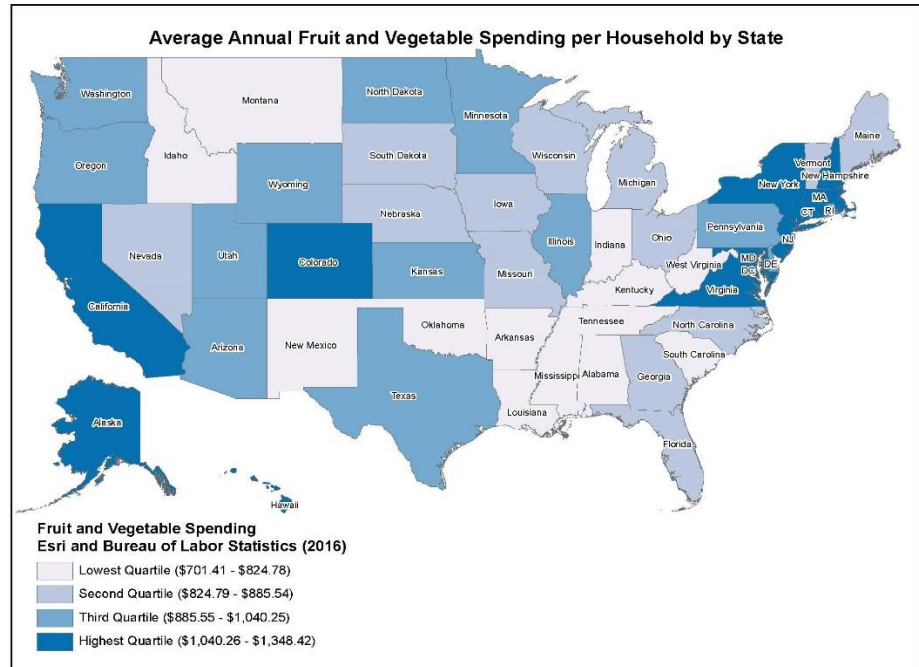 Average Annual Fruit and Vegetable Spending per Household by State
Washington
Montana
North Dakota
Minnesota
Maine
Oregon
Idaho
South Dakota
Wisconsin
Vermont
New Hampshire
Wyoming
Michigan
New York
MA
CT
RI
Nebraska
Iowa
Pennsylvania
NJ
Nevada
Utah
Colorado
Illinois
Indiana
Ohio
MD
DE
DC
West Virginia
Kansas
Missouri
Kentucky
Virginia
California
Oklahoma
Tennessee
North Carolina
Arizona
New Mexico
Arkansas
South Carolina
Mississippi
Alabama
Georgia
Texas
Louisiana
Alaska
Florida
Hawaii
Fruit and Vegetable Spending
Esri and Bureau of Labor Statistics (2016)
Lowest Quartile ($701.41 - $824.78)
Second Quartile ($824.79 - $885.54)
Third Quartile ($885.55 - $1,040.25)
Highest Quartile ($1,040.26 - $1,348.42)